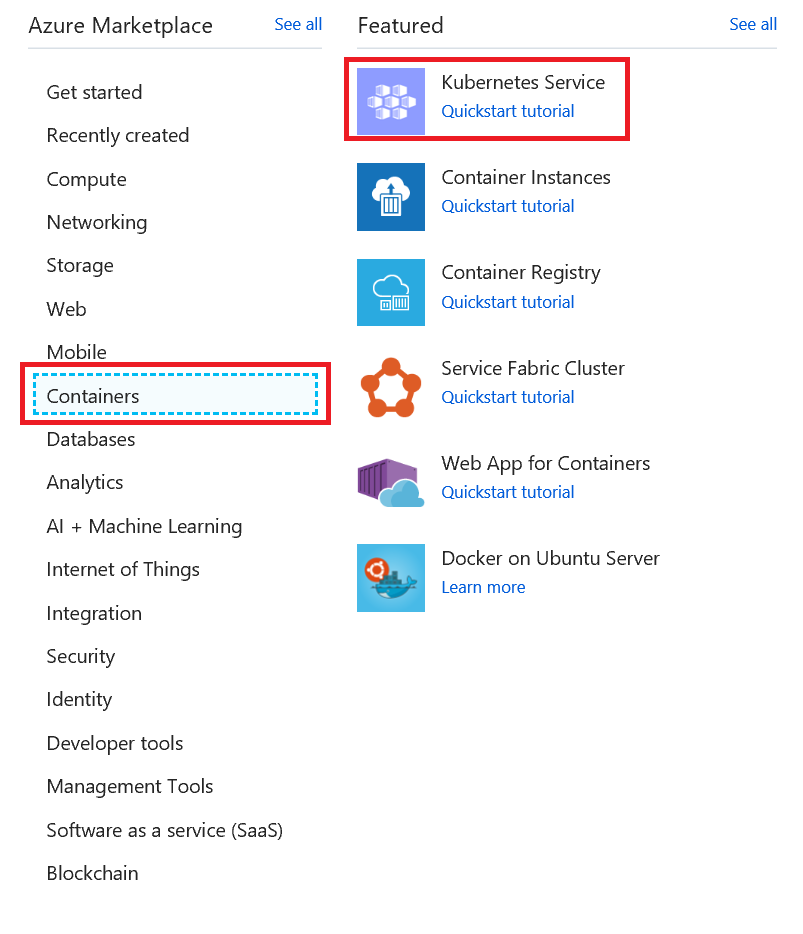 Azure Marketplace See all
Get started
Recently created
Compute
Networking
Storage
Web
Mobile
Containers
Databases
Analytics
AI + Machine Learning
Internet of Things
Integration
Security
Identity
Developer tools
Management Tools
Software as a service (SaaS)
Blockchain
Featured See all
Kubernetes Service
Quickstart tutorial
Container Instances
Quickstart tutorial
Container Registry
Quickstart tutorial
Service Fabric Cluster
Quickstart tutorial
Web App for Containers
Quickstart tutorial
Docker on Ubuntu Server
Learn more